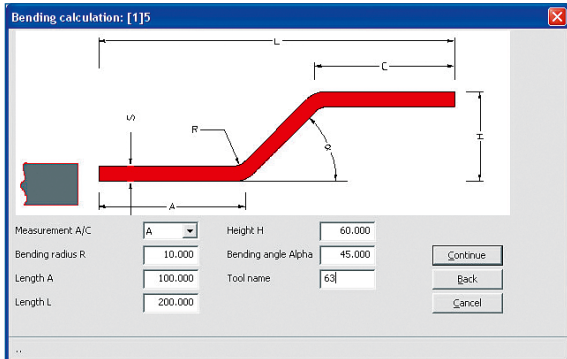 Bending calculation: [1]5
L
C
S
R
α
H
A
Measurement A/C A Height H 60.000
Bending radius R 10.000 Bending angle Alpha 45.000 Continue
Length A 100.000 Tool name 63 Back
Length L 200.000 Cancel
..